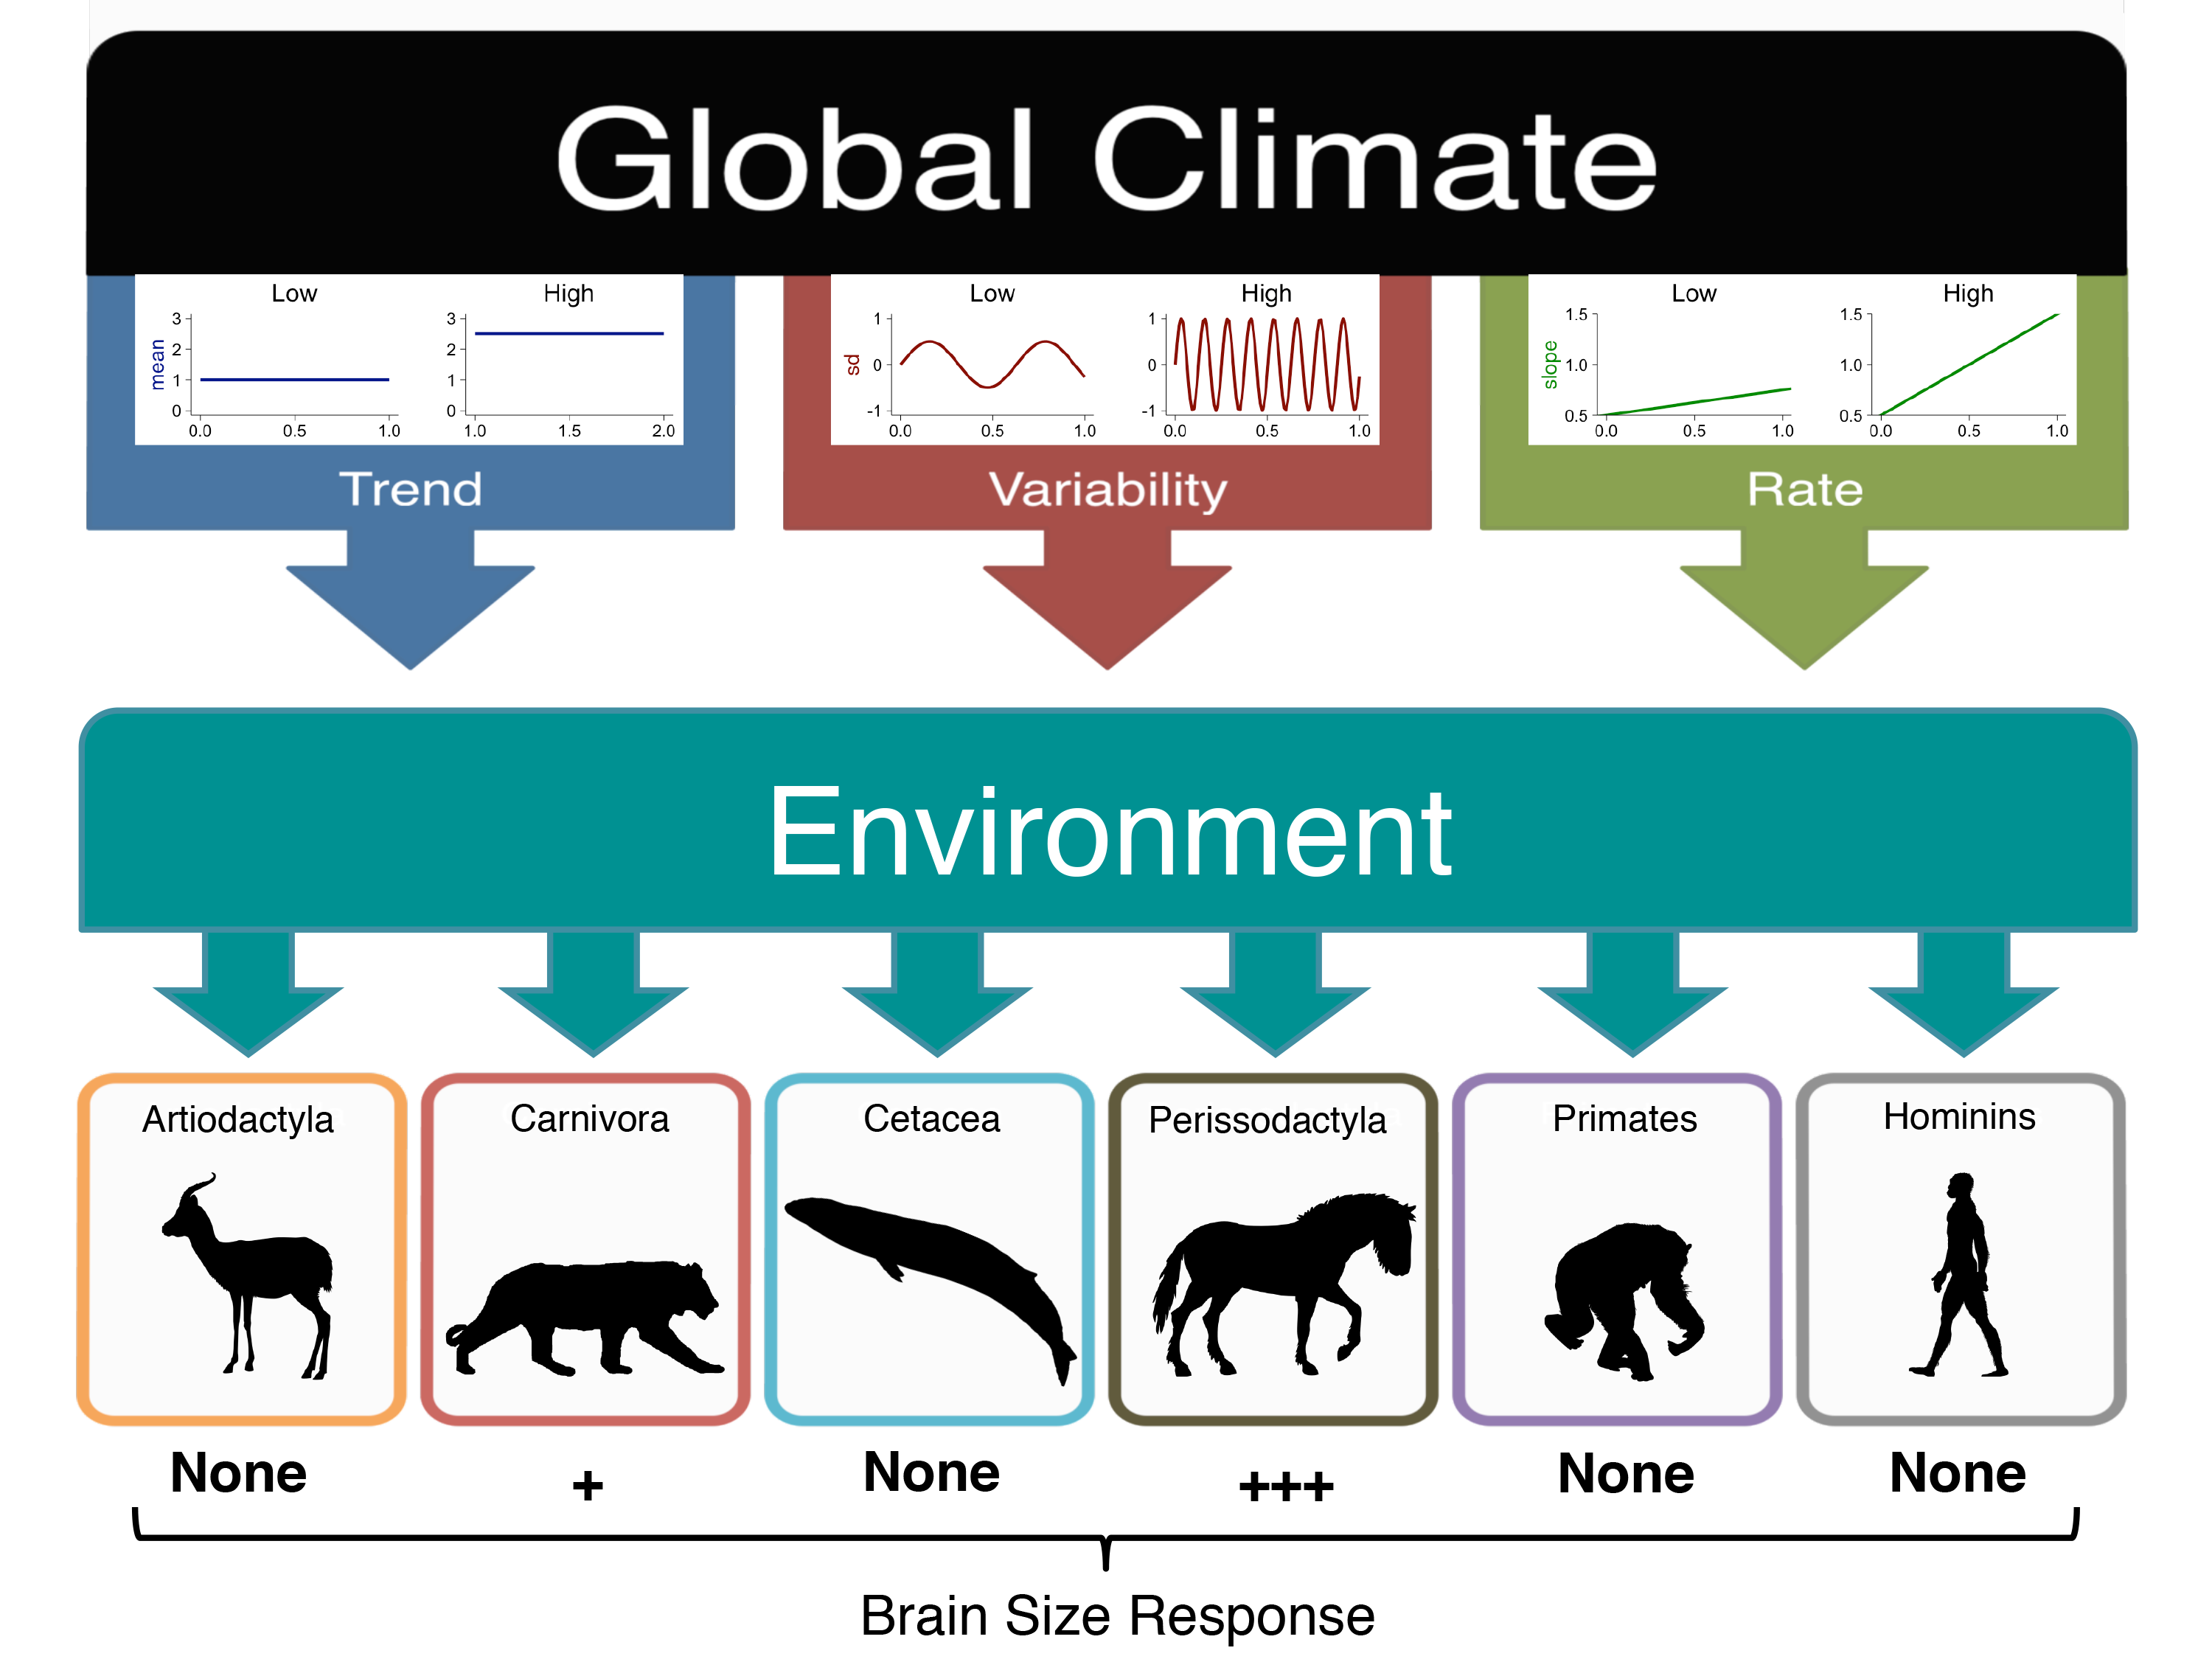 Global Climate
Low
High
mean
3
2
1
0
0.0 0.5 1.0
3
2
1
0
1.0 1.5 2.0
Trend
Low
High
sd
1
0
-1
0.0 0.5 1.0
1
0
-1
0.0 0.5 1.0
Variability
Low
High
slope
1.5
1.0
0.5
0.0 0.5 1.0
1.5
1.0
0.5
0.0 0.5 1.0
Rate
Environment
Artiodactyla
Carnivora
Cetacea
Perissodactyla
Primates
Hominins
None
+
None
+++
None
None
Brain Size Response